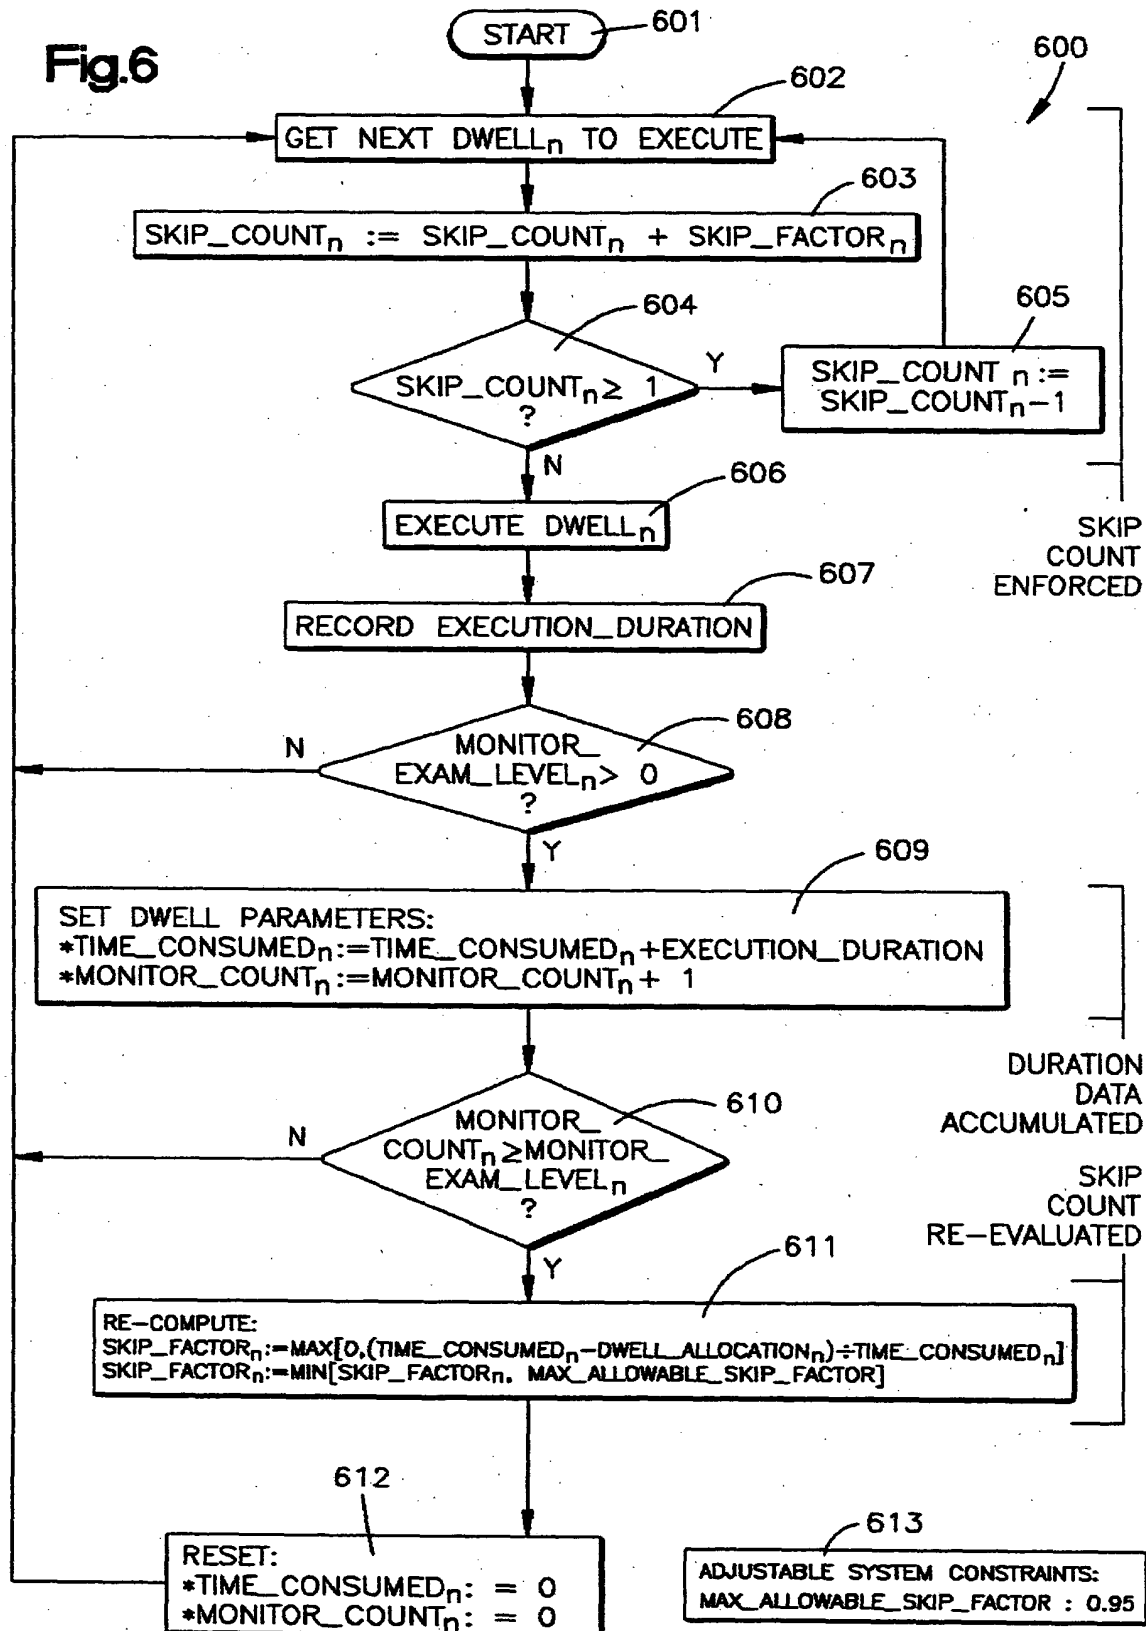 Fig.6
START
601
600
602
GET NEXT DWELLn TO EXECUTE
603
SKIP_COUNTn := SKIP_COUNTn + SKIP_FACTORn
604
SKIP_COUNTn ≥ 1
?
Y
N
605
SKIP_COUNT n :=
SKIP_COUNTn-1
606
EXECUTE DWELLn
SKIP
COUNT
ENFORCED
607
RECORD EXECUTION_DURATION
608
MONITOR_
EXAM_LEVELn > 0
?
N
Y
609
SET DWELL PARAMETERS:
*TIME_CONSUMEDn:=TIME_CONSUMEDn+EXECUTION_DURATION
*MONITOR_COUNTn:=MONITOR_COUNTn+ 1
DURATION
DATA
ACCUMULATED
610
MONITOR_
COUNTn ≥MONITOR_
EXAM_LEVELn
?
N
Y
SKIP
COUNT
RE-EVALUATED
611
RE-COMPUTE:
SKIP_FACTORn:=MAX[0,(TIME_CONSUMEDn-DWELL_ALLOCATIONn)÷TIME_CONSUMEDn]
SKIP_FACTORn:=MIN[SKIP_FACTORn, MAX_ALLOWABLE_SKIP_FACTOR]
612
RESET:
*TIME_CONSUMEDn: = 0
*MONITOR_COUNTn: = 0
613
ADJUSTABLE SYSTEM CONSTRAINTS:
MAX_ALLOWABLE_SKIP_FACTOR : 0.95